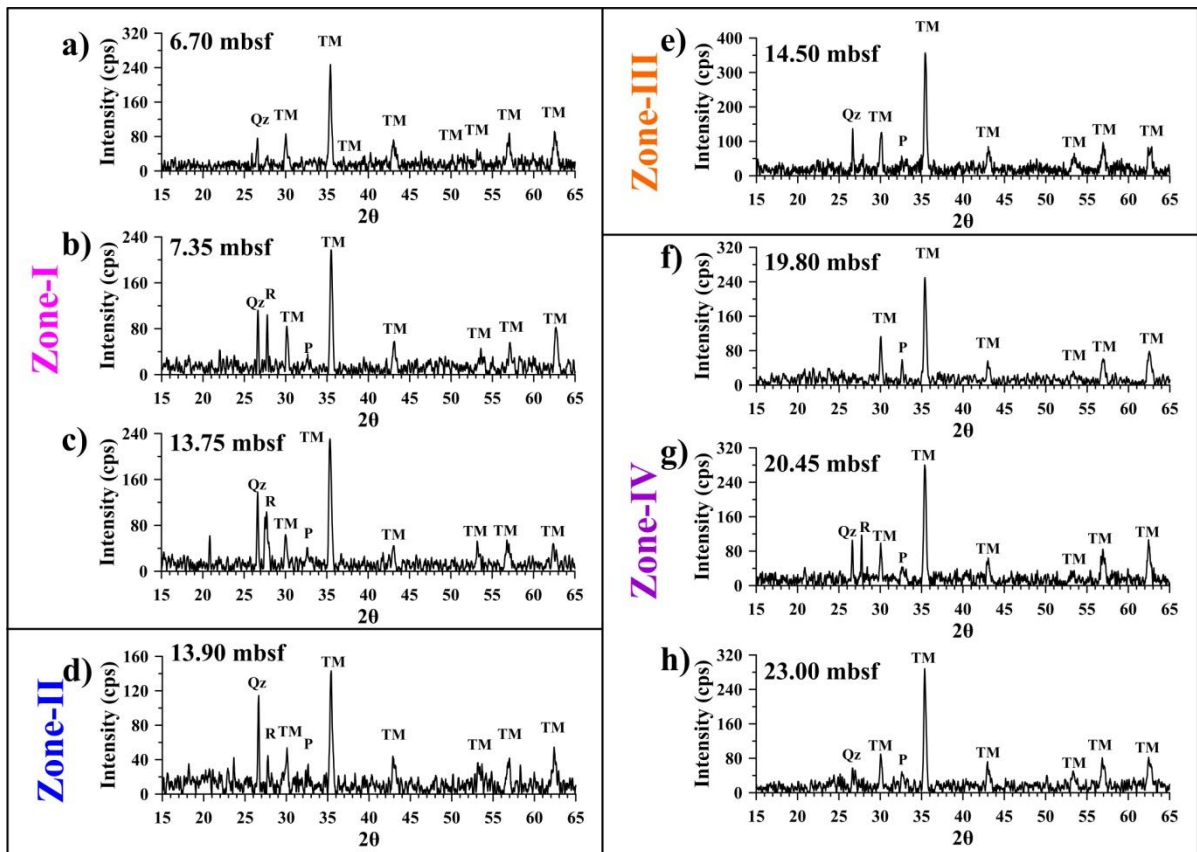 Zone-I
a)
6.70 mbsf
Intensity (cps)
320
240
160
80
0
Qz TM TM TM TM TM TM TM TM
15 20 25 30 35 40 45 50 55 60 65
2θ
b)
7.35 mbsf
Intensity (cps)
240
160
80
0
Qz R TM P TM TM TM TM TM
15 20 25 30 35 40 45 50 55 60 65
2θ
c)
13.75 mbsf
Intensity (cps)
240
160
80
0
Qz R TM P TM TM TM TM TM
15 20 25 30 35 40 45 50 55 60 65
2θ
Zone-II
d)
13.90 mbsf
Intensity (cps)
160
120
80
40
0
Qz R TM P TM TM TM TM TM
15 20 25 30 35 40 45 50 55 60 65
2θ
Zone-III
e)
14.50 mbsf
Intensity (cps)
400
300
200
100
0
Qz TM P TM TM TM TM TM
15 20 25 30 35 40 45 50 55 60 65
2θ
Zone-IV
f)
19.80 mbsf
Intensity (cps)
320
240
160
80
0
TM P TM TM TM TM TM
15 20 25 30 35 40 45 50 55 60 65
2θ
g)
20.45 mbsf
Intensity (cps)
320
240
160
80
0
Qz R TM P TM TM TM TM TM
15 20 25 30 35 40 45 50 55 60 65
2θ
h)
23.00 mbsf
Intensity (cps)
320
240
160
80
0
Qz TM P TM TM TM TM TM
15 20 25 30 35 40 45 50 55 60 65
2θ